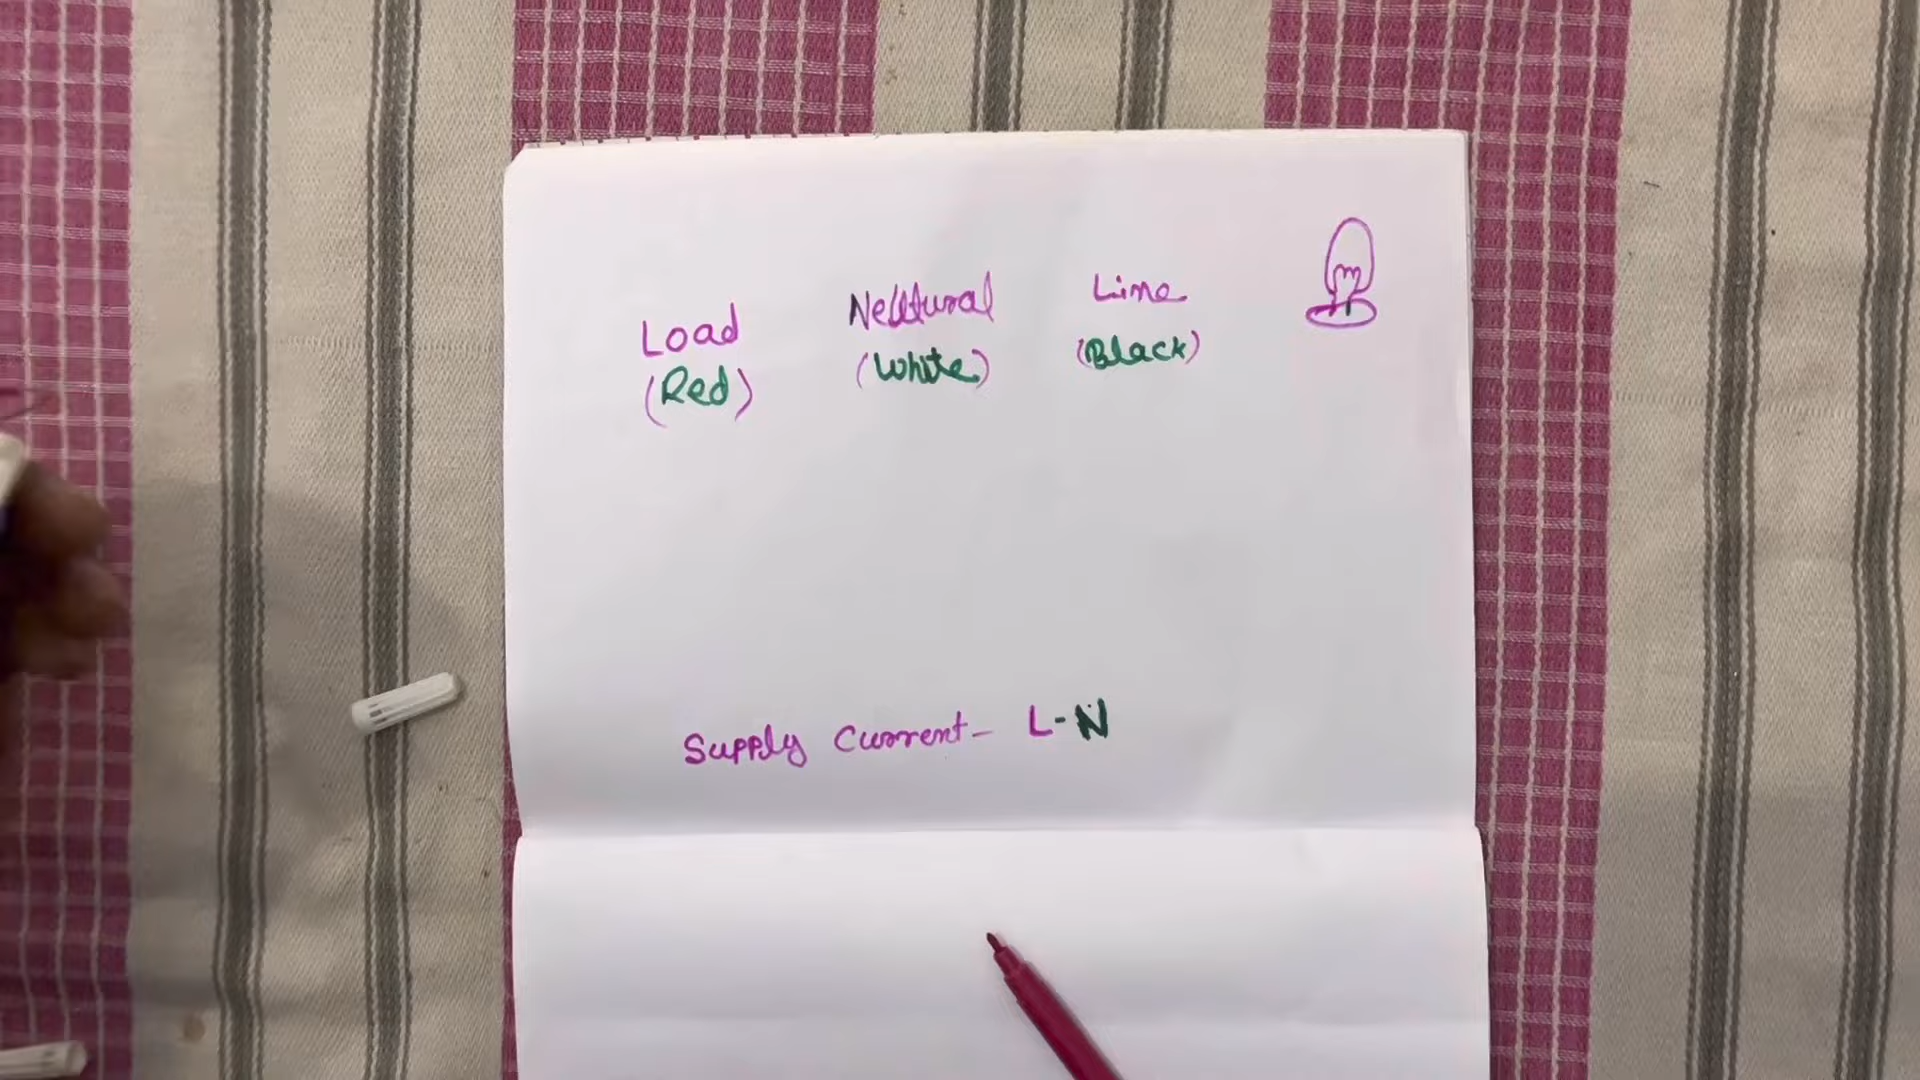 Load Neutural Line
(Red) (White) (Black)
Supply Current- L-N